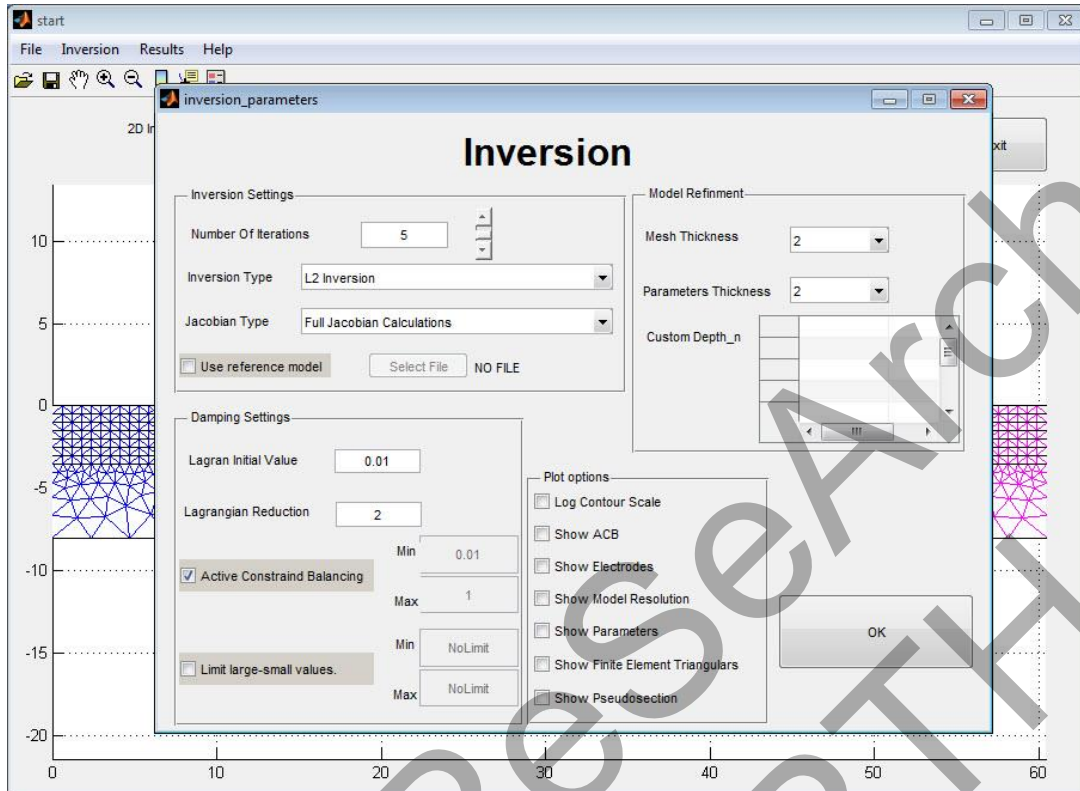 start
File Inversion Results Help
inversion_parameters
2D In
xit
Inversion
Inversion Settings
Number Of Iterations 5
Inversion Type L2 Inversion
Jacobian Type Full Jacobian Calculations
Use reference model Select File NO FILE
Model Refinment
Mesh Thickness 2
Parameters Thickness 2
Custom Depth_n
Damping Settings
Lagran Initial Value 0.01
Lagrangian Reduction 2
Active Constraind Balancing
Min 0.01
Max 1
Limit large-small values.
Min NoLimit
Max NoLimit
Plot options
Log Contour Scale
Show ACB
Show Electrodes
Show Model Resolution
Show Parameters
Show Finite Element Triangulars
Show Pseudosection
OK
10
5
0
-5
-10
-15
-20
0 10 20 30 40 50 60
ReSeArch
PTH